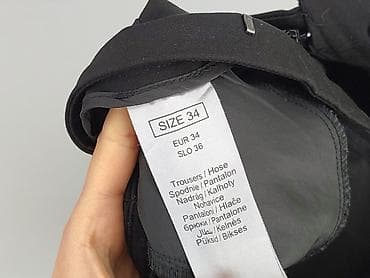 SIZE 34
EUR 34
SLO 36
Trousers / Hose
Spodnie / Pantalon
Nadrág / Kalhoty
Nohavice
Pantaloni / Hlače
брюки / Pantalone
بنطال / Kelnės
Püksid / Bikses